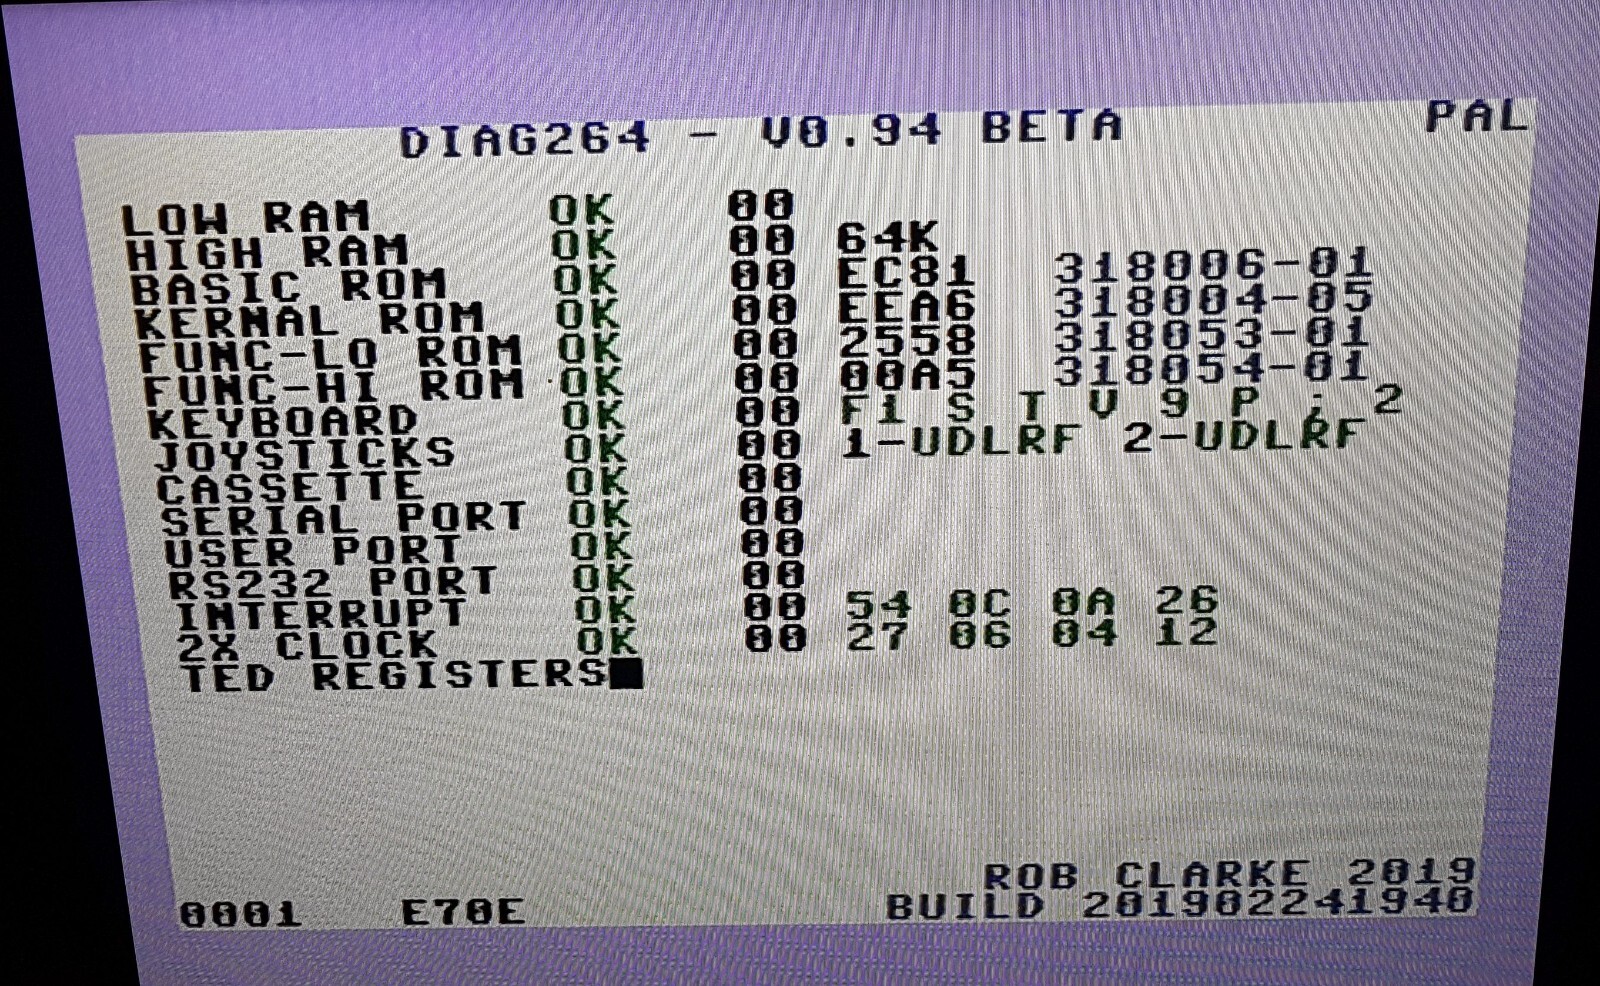 DIAG264 - V0.94 BETA PAL
LOW RAM OK 00
HIGH RAM OK 00 64K
BASIC ROM OK 00 EC81 318006-01
KERNAL ROM OK 00 EEA6 318004-05
FUNC-LO ROM OK 00 2558 318053-01
FUNC-HI ROM OK 00 00A5 318054-01
KEYBOARD OK 00 F1 S T V 9 P ; 2
JOYSTICKS OK 00 1-UDLRF 2-UDLRF
CASSETTE OK 00
SERIAL PORT OK 00
USER PORT OK 00
RS232 PORT OK 00
INTERRUPT OK 00 54 0C 0A 26
2X CLOCK OK 00 27 06 04 12
TED REGISTERS
ROB CLARKE 2019
0001 E70E BUILD 201902241940